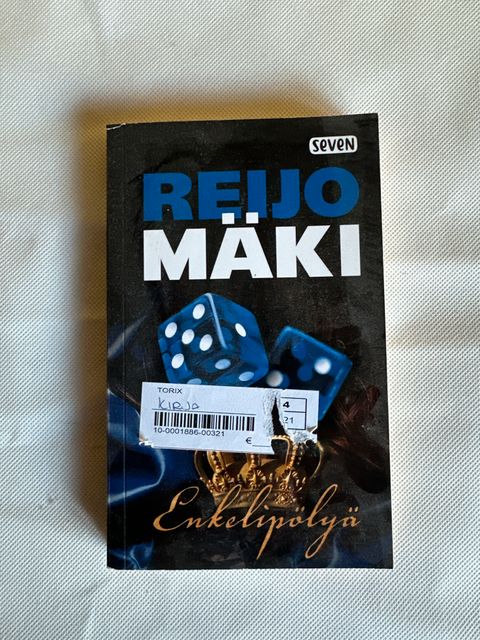 seven
REIJO
MÄKI
TORIX
KIRJA
4
21
10-0001886-00321
€
Enkelipölyä